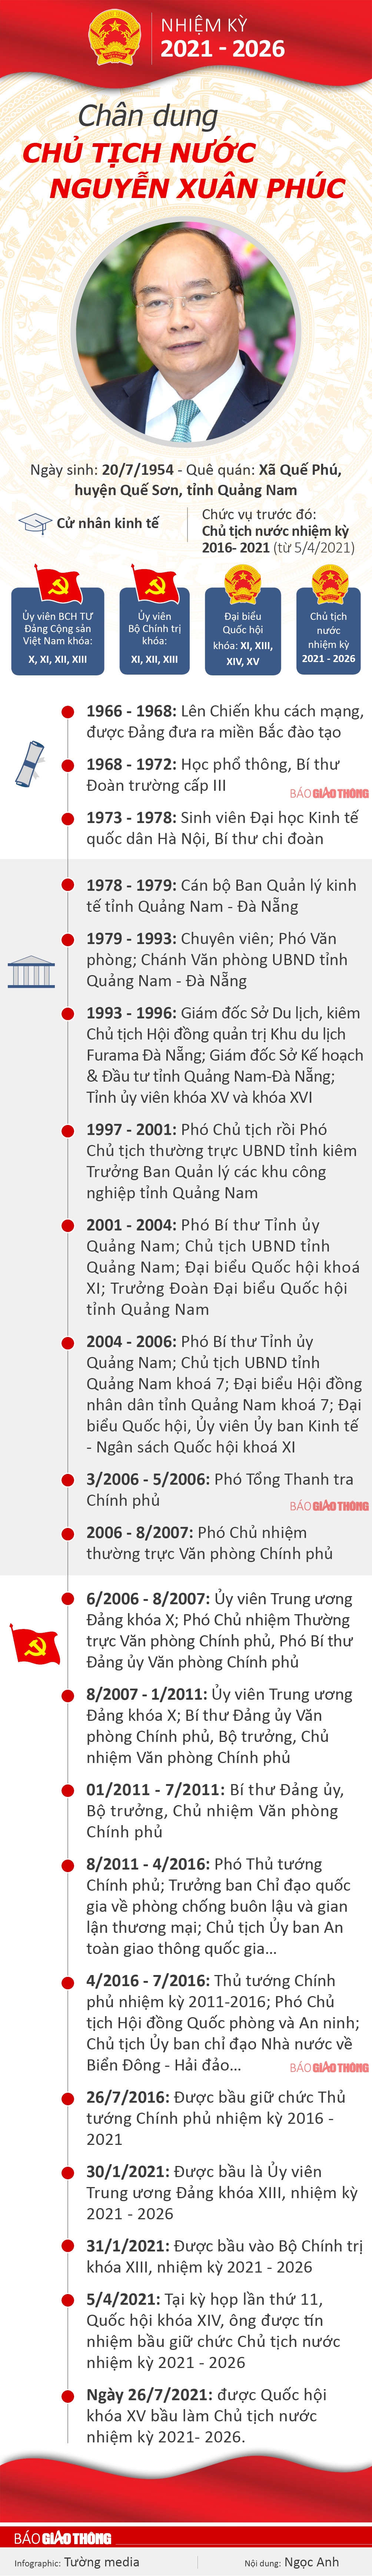 NHIỆM KỲ
2021 - 2026
Chân dung
CHỦ TỊCH NƯỚC
NGUYỄN XUÂN PHÚC
Ngày sinh: 20/7/1954 - Quê quán: Xã Quế Phú,
huyện Quế Sơn, tỉnh Quảng Nam
Cử nhân kinh tế
Chức vụ trước đó:
Chủ tịch nước nhiệm kỳ
2016- 2021 (từ 5/4/2021)
Ủy viên BCH TƯ
Đảng Cộng sản
Việt Nam khóa:
X, XI, XII, XIII
Ủy viên
Bộ Chính trị
khóa:
XI, XII, XIII
Đại biểu
Quốc hội
khóa: XI, XIII,
XIV, XV
Chủ tịch
nước
nhiệm kỳ
2021 - 2026
1966 - 1968: Lên Chiến khu cách mạng,
được Đảng đưa ra miền Bắc đào tạo
1968 - 1972: Học phổ thông, Bí thư
Đoàn trường cấp III
BÁO GIAO THÔNG
1973 - 1978: Sinh viên Đại học Kinh tế
quốc dân Hà Nội, Bí thư chi đoàn
1978 - 1979: Cán bộ Ban Quản lý kinh
tế tỉnh Quảng Nam - Đà Nẵng
1979 - 1993: Chuyên viên; Phó Văn
phòng; Chánh Văn phòng UBND tỉnh
Quảng Nam - Đà Nẵng
1993 - 1996: Giám đốc Sở Du lịch, kiêm
Chủ tịch Hội đồng quản trị Khu du lịch
Furama Đà Nẵng; Giám đốc Sở Kế hoạch
& Đầu tư tỉnh Quảng Nam-Đà Nẵng;
Tỉnh ủy viên khóa XV và khóa XVI
1997 - 2001: Phó Chủ tịch rồi Phó
Chủ tịch thường trực UBND tỉnh kiêm
Trưởng Ban Quản lý các khu công
nghiệp tỉnh Quảng Nam
2001 - 2004: Phó Bí thư Tỉnh ủy
Quảng Nam; Chủ tịch UBND tỉnh
Quảng Nam; Đại biểu Quốc hội khoá
XI; Trưởng Đoàn Đại biểu Quốc hội
tỉnh Quảng Nam
2004 - 2006: Phó Bí thư Tỉnh ủy
Quảng Nam; Chủ tịch UBND tỉnh
Quảng Nam khoá 7; Đại biểu Hội đồng
nhân dân tỉnh Quảng Nam khoá 7; Đại
biểu Quốc hội, Ủy viên Ủy ban Kinh tế
- Ngân sách Quốc hội khoá XI
3/2006 - 5/2006: Phó Tổng Thanh tra
Chính phủ
BÁO GIAO THÔNG
2006 - 8/2007: Phó Chủ nhiệm
thường trực Văn phòng Chính phủ
6/2006 - 8/2007: Ủy viên Trung ương
Đảng khóa X; Phó Chủ nhiệm Thường
trực Văn phòng Chính phủ, Phó Bí thư
Đảng ủy Văn phòng Chính phủ
8/2007 - 1/2011: Ủy viên Trung ương
Đảng khóa X; Bí thư Đảng ủy Văn
phòng Chính phủ, Bộ trưởng, Chủ
nhiệm Văn phòng Chính phủ
01/2011 - 7/2011: Bí thư Đảng ủy,
Bộ trưởng, Chủ nhiệm Văn phòng
Chính phủ
8/2011 - 4/2016: Phó Thủ tướng
Chính phủ; Trưởng ban Chỉ đạo quốc
gia về phòng chống buôn lậu và gian
lận thương mại; Chủ tịch Ủy ban An
toàn giao thông quốc gia...
4/2016 - 7/2016: Thủ tướng Chính
phủ nhiệm kỳ 2011-2016; Phó Chủ
tịch Hội đồng Quốc phòng và An ninh;
Chủ tịch Ủy ban chỉ đạo Nhà nước về
Biển Đông - Hải đảo...
BÁO GIAO THÔNG
26/7/2016: Được bầu giữ chức Thủ
tướng Chính phủ nhiệm kỳ 2016 -
2021
30/1/2021: Được bầu là Ủy viên
Trung ương Đảng khóa XIII, nhiệm kỳ
2021 - 2026
31/1/2021: Được bầu vào Bộ Chính trị
khóa XIII, nhiệm kỳ 2021 - 2026
5/4/2021: Tại kỳ họp lần thứ 11,
Quốc hội khóa XIV, ông được tín
nhiệm bầu giữ chức Chủ tịch nước
nhiệm kỳ 2021 - 2026
Ngày 26/7/2021: được Quốc hội
khóa XV bầu làm Chủ tịch nước
nhiệm kỳ 2021- 2026.
BÁO GIAO THÔNG
Infographic: Tường media
Nội dung: Ngọc Anh